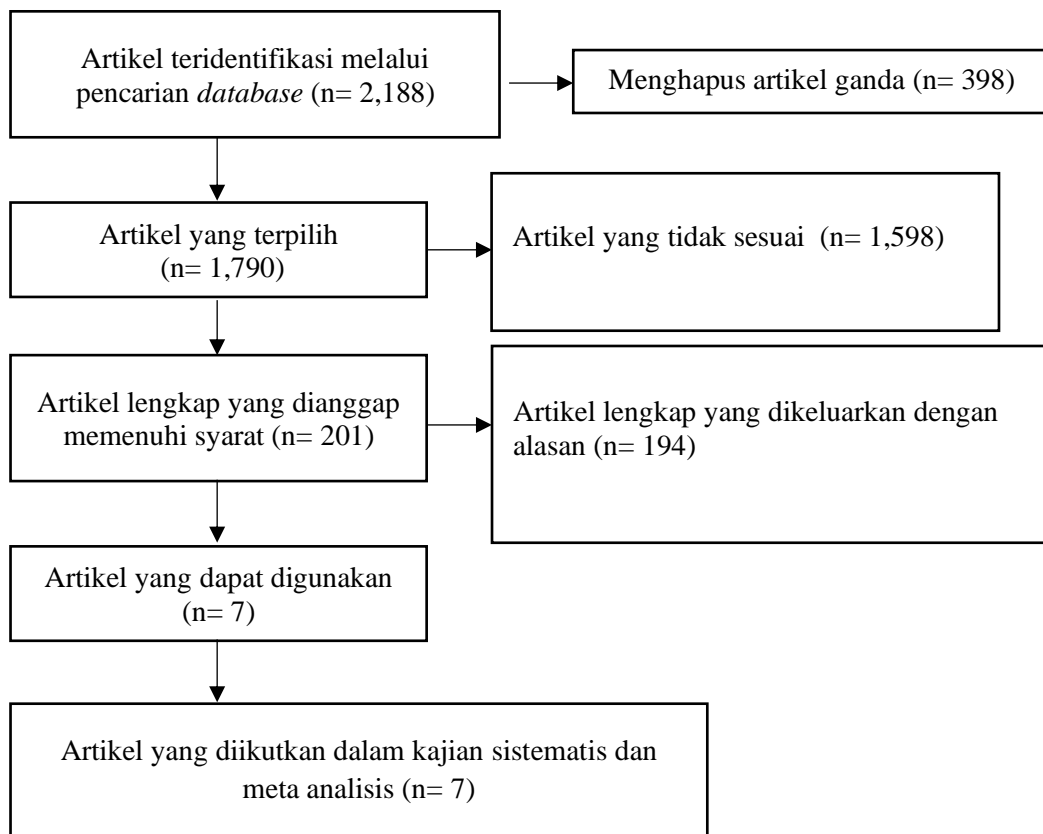 Artikel teridentifikasi melalui
pencarian database (n= 2,188)
Menghapus artikel ganda (n= 398)
Artikel yang terpilih
(n= 1,790)
Artikel yang tidak sesuai  (n= 1,598)
Artikel lengkap yang dianggap
memenuhi syarat (n= 201)
Artikel lengkap yang dikeluarkan dengan
alasan (n= 194)
Artikel yang dapat digunakan
(n= 7)
Artikel yang diikutkan dalam kajian sistematis dan
meta analisis (n= 7)